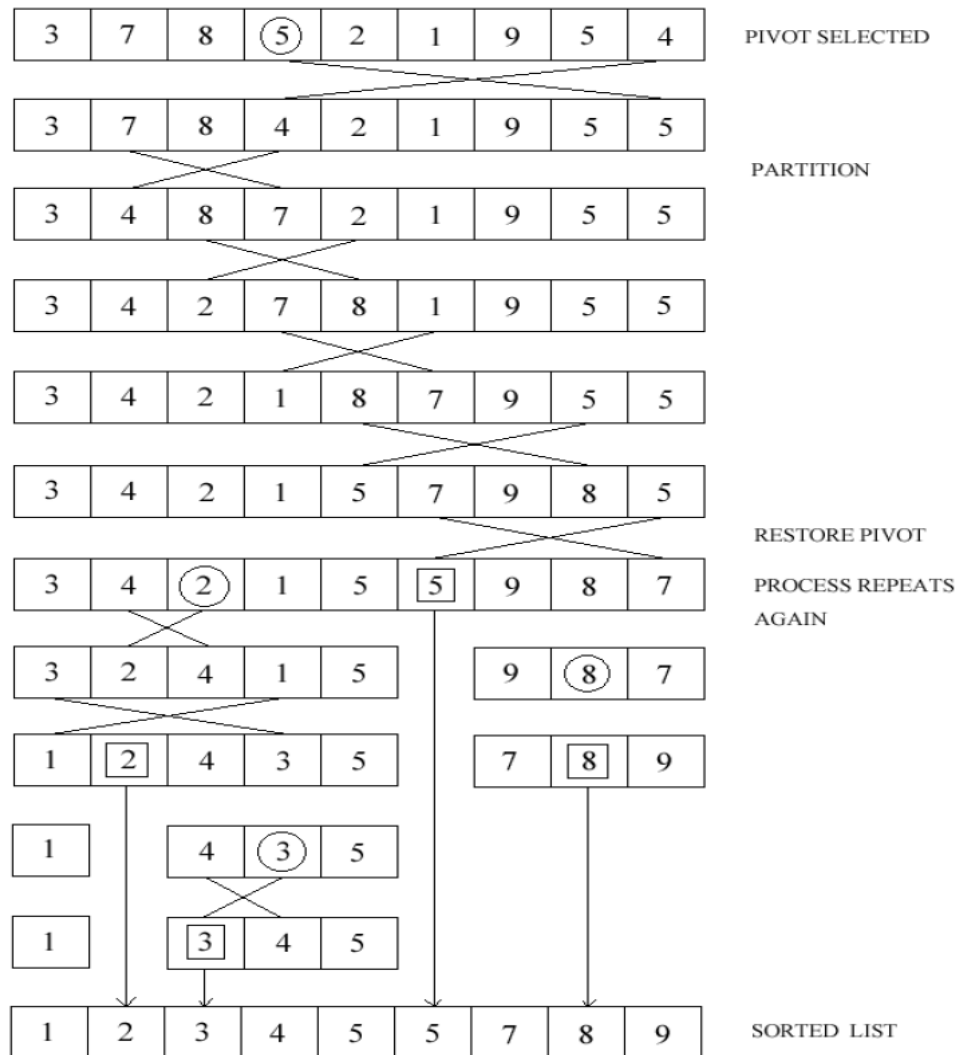 3 7 8 5 2 1 9 5 4 PIVOT SELECTED
3 7 8 4 2 1 9 5 5
PARTITION
3 4 8 7 2 1 9 5 5
3 4 2 7 8 1 9 5 5
3 4 2 1 8 7 9 5 5
3 4 2 1 5 7 9 8 5
RESTORE PIVOT
3 4 2 1 5 5 9 8 7 PROCESS REPEATS
AGAIN
3 2 4 1 5 9 8 7
1 2 4 3 5 7 8 9
1 4 3 5
1 3 4 5
1 2 3 4 5 5 7 8 9 SORTED LIST